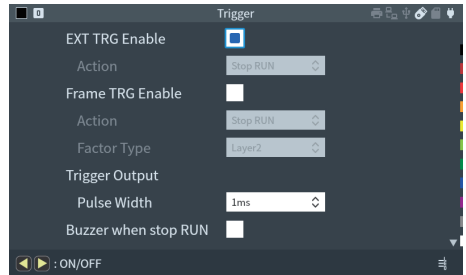 0 Trigger
EXT TRG Enable
Action Stop RUN
Frame TRG Enable
Action Stop RUN
Factor Type Layer2
Trigger Output
Pulse Width 1ms
Buzzer when stop RUN
: ON/OFF